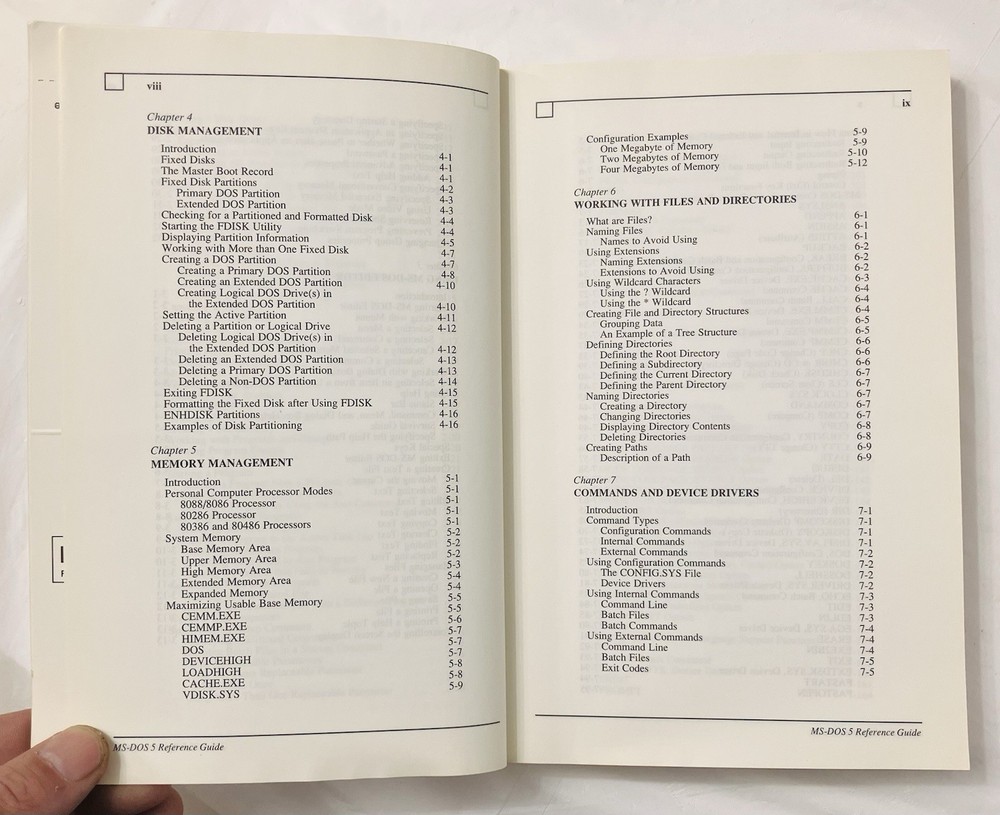 viii
Chapter 4
DISK MANAGEMENT
Introduction 4-1
Fixed Disks 4-1
The Master Boot Record 4-1
Fixed Disk Partitions 4-2
Primary DOS Partition 4-3
Extended DOS Partition 4-3
Checking for a Partitioned and Formatted Disk 4-4
Starting the FDISK Utility 4-4
Displaying Partition Information 4-5
Working with More than One Fixed Disk 4-7
Creating a DOS Partition 4-7
Creating a Primary DOS Partition 4-8
Creating an Extended DOS Partition 4-10
Creating Logical DOS Drive(s) in
the Extended DOS Partition 4-10
Setting the Active Partition 4-11
Deleting a Partition or Logical Drive 4-12
Deleting Logical DOS Drive(s) in
the Extended DOS Partition 4-12
Deleting an Extended DOS Partition 4-13
Deleting a Primary DOS Partition 4-13
Deleting a Non-DOS Partition 4-14
Exiting FDISK 4-15
Formatting the Fixed Disk after Using FDISK 4-15
ENHDISK Partitions 4-16
Examples of Disk Partitioning 4-16
Chapter 5
MEMORY MANAGEMENT
Introduction 5-1
Personal Computer Processor Modes 5-1
8088/8086 Processor 5-1
80286 Processor 5-1
80386 and 80486 Processors 5-1
System Memory 5-2
Base Memory Area 5-2
Upper Memory Area 5-2
High Memory Area 5-3
Extended Memory Area 5-4
Expanded Memory 5-4
Maximizing Usable Base Memory 5-5
CEMM.EXE 5-5
CEMMP.EXE 5-6
HIMEM.EXE 5-7
DOS 5-7
DEVICEHIGH 5-7
LOADHIGH 5-8
CACHE.EXE 5-8
VDISK.SYS 5-9
MS-DOS 5 Reference Guide
ix
Configuration Examples 5-9
One Megabyte of Memory 5-9
Two Megabytes of Memory 5-10
Four Megabytes of Memory 5-12
Chapter 6
WORKING WITH FILES AND DIRECTORIES
What are Files? 6-1
Naming Files 6-1
Names to Avoid Using 6-1
Using Extensions 6-2
Naming Extensions 6-2
Extensions to Avoid Using 6-2
Using Wildcard Characters 6-3
Using the ? Wildcard 6-4
Using the * Wildcard 6-4
Creating File and Directory Structures 6-4
Grouping Data 6-5
An Example of a Tree Structure 6-5
Defining Directories 6-6
Defining the Root Directory 6-6
Defining a Subdirectory 6-6
Defining the Current Directory 6-7
Defining the Parent Directory 6-7
Naming Directories 6-7
Creating a Directory 6-7
Changing Directories 6-7
Displaying Directory Contents 6-8
Deleting Directories 6-8
Creating Paths 6-9
Description of a Path 6-9
Chapter 7
COMMANDS AND DEVICE DRIVERS
Introduction 7-1
Command Types 7-1
Configuration Commands 7-1
Internal Commands 7-1
External Commands 7-2
Using Configuration Commands 7-2
The CONFIG.SYS File 7-2
Device Drivers 7-2
Using Internal Commands 7-3
Command Line 7-3
Batch Files 7-3
Batch Commands 7-4
Using External Commands 7-4
Command Line 7-4
Batch Files 7-5
Exit Codes 7-5
MS-DOS 5 Reference Guide